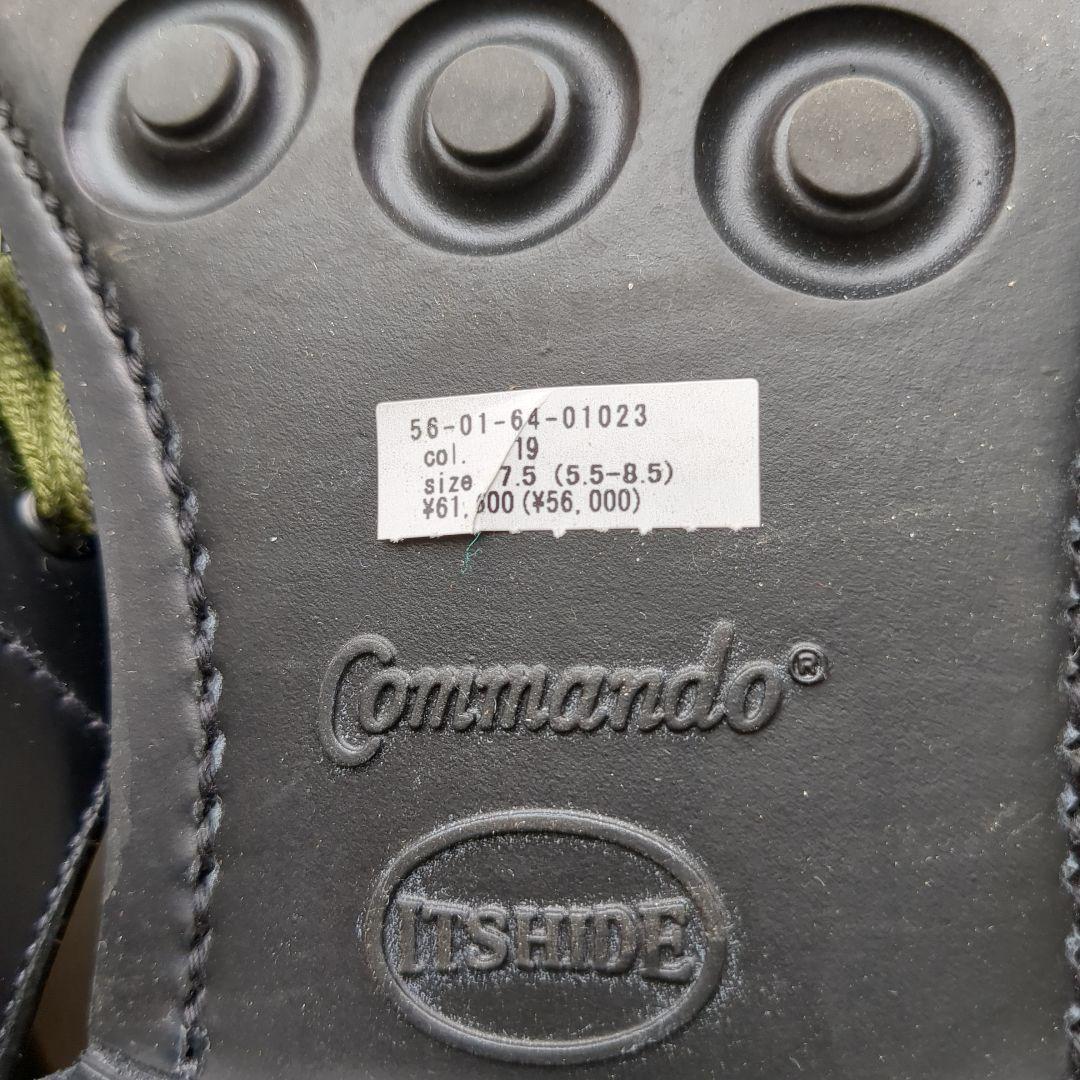 56-01-64-01023
col. 19
size 7.5 (5.5-8.5)
¥61,600 (¥56,000)
Commando®
ITSHIDE